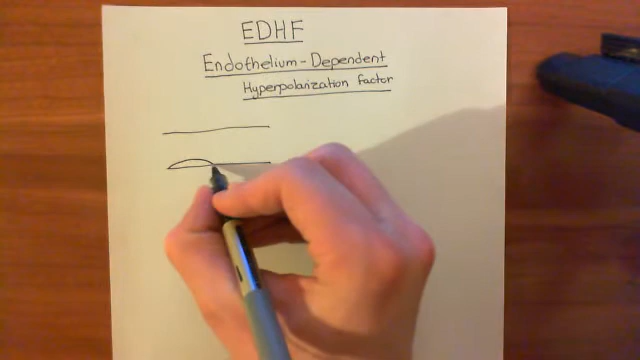 EDHF
Endothelium-Dependent
Hyperpolarization factor